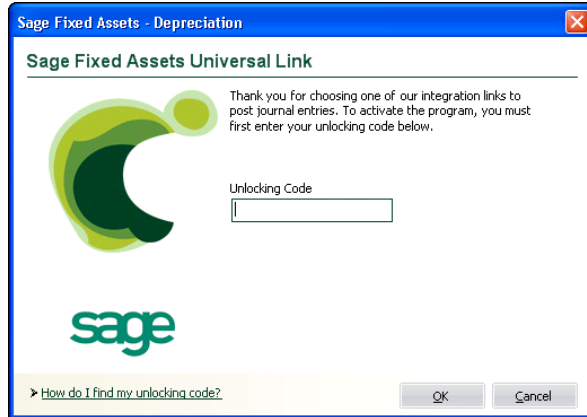 Sage Fixed Assets - Depreciation
Sage Fixed Assets Universal Link
Thank you for choosing one of our integration links to
post journal entries. To activate the program, you must
first enter your unlocking code below.
Unlocking Code
sage
How do I find my unlocking code?
OK
Cancel